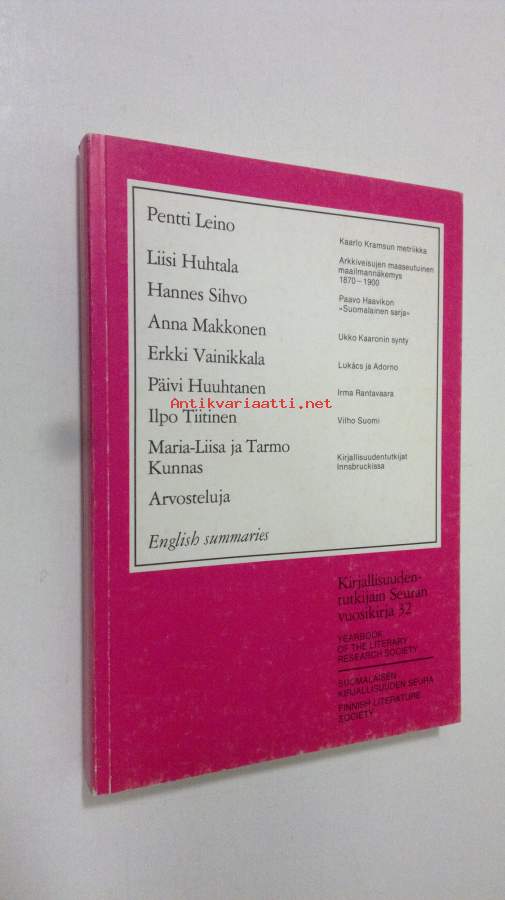 Pentti Leino
Kaarlo Kramsun metriikka
Liisi Huhtala
Arkkiveisujen maaseutuinen
maailmannäkemys
1870–1900
Hannes Sihvo
Paavo Haavikon
»Suomalainen sarja»
Anna Makkonen
Ukko Kaaronin synty
Erkki Vainikkala
Lukács ja Adorno
Päivi Huuhtanen
Irma Rantavaara
Antikvariaatti.net
Ilpo Tiitinen
Vilho Suomi
Maria-Liisa ja Tarmo
Kunnas
Kirjallisuudentutkijat
Innsbruckissa
Arvosteluja
English summaries
Kirjallisuuden-
tutkijain Seuran
vuosikirja 32
YEARBOOK
OF THE LITERARY
RESEARCH SOCIETY
SUOMALAISEN
KIRJALLISUUDEN SEURA
FINNISH LITERATURE
SOCIETY